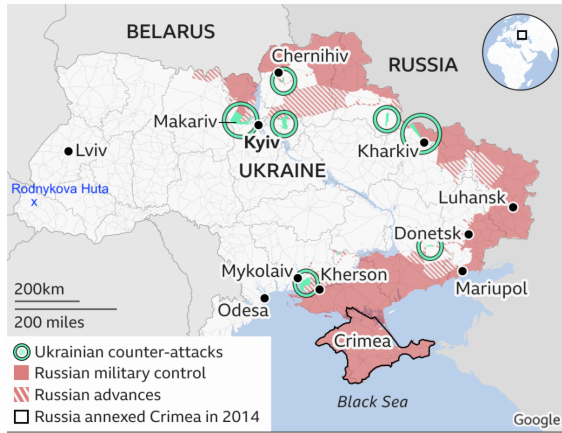 BELARUS
RUSSIA
Chernihiv
Makariv
Kyiv
Kharkiv
Lviv
UKRAINE
Rodnykova Huta
x
Luhansk
Donetsk
Mykolaiv
Kherson
Mariupol
Odesa
200km
200 miles
Crimea
Ukrainian counter-attacks
Russian military control
Russian advances
Russia annexed Crimea in 2014
Black Sea
Google